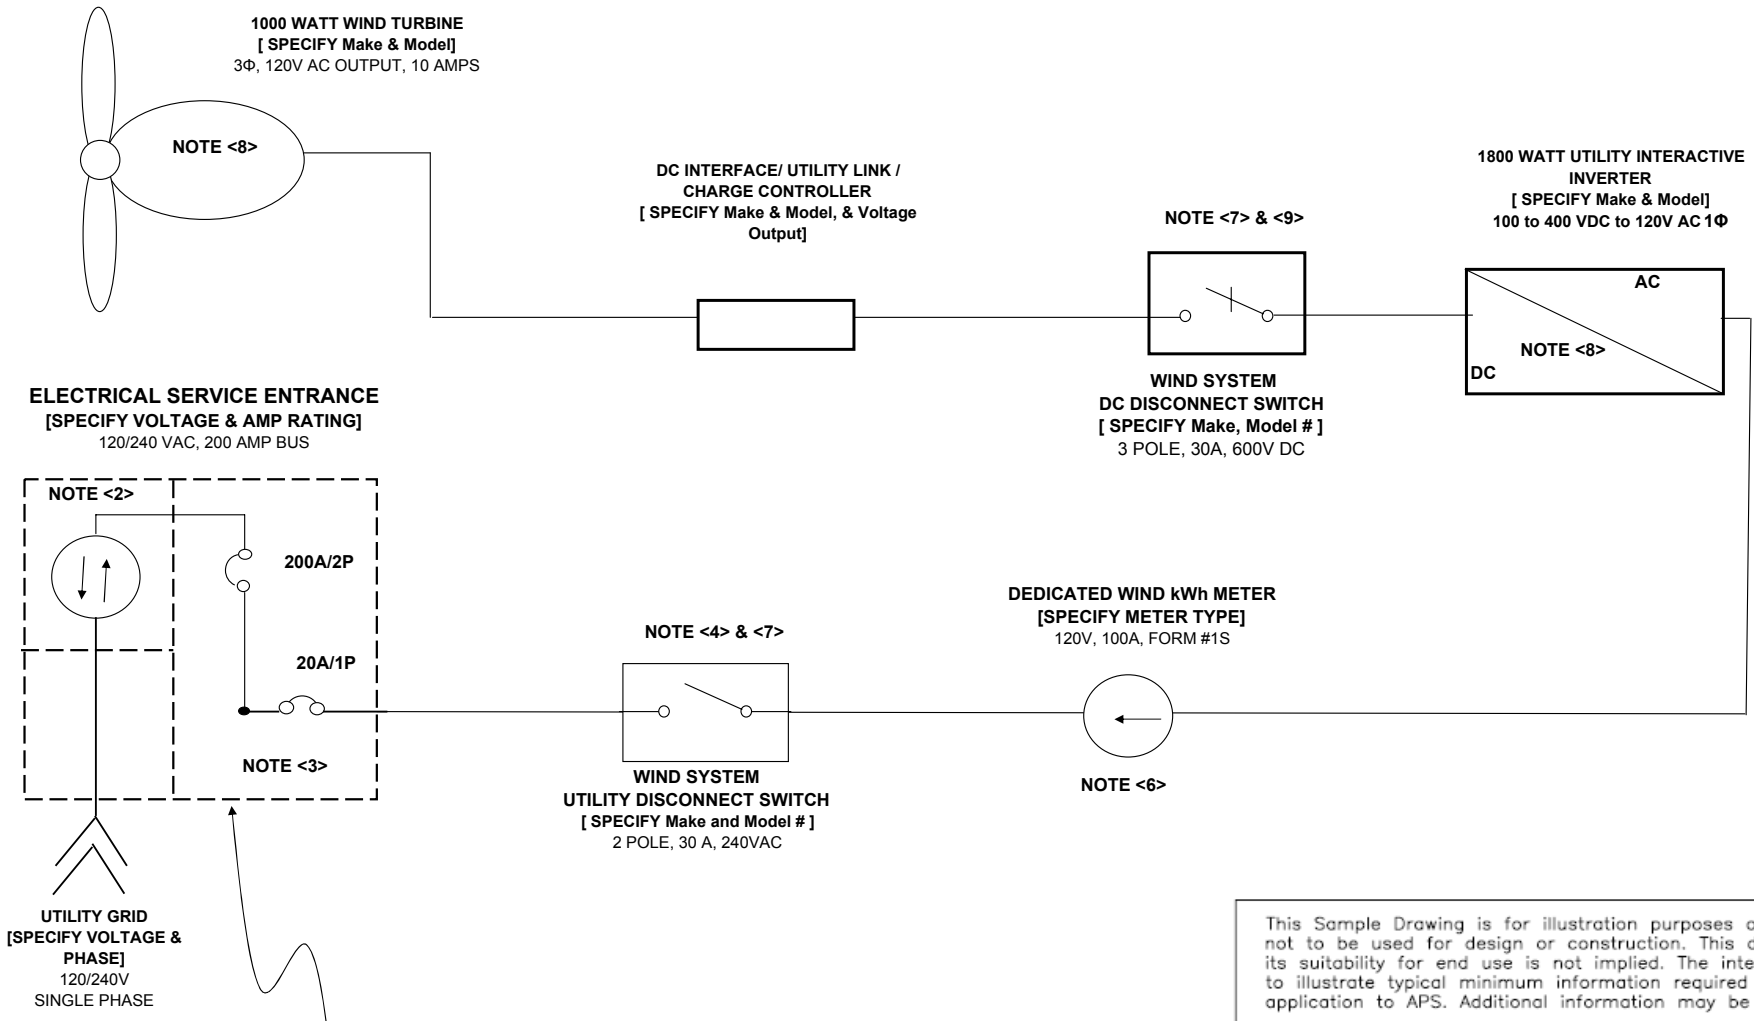 1000 WATT WIND TURBINE
[ SPECIFY Make & Model]
3Φ, 120V AC OUTPUT, 10 AMPS
NOTE <8>
DC INTERFACE/ UTILITY LINK /
CHARGE CONTROLLER
[ SPECIFY Make & Model, & Voltage
Output]
NOTE <7> & <9>
WIND SYSTEM
DC DISCONNECT SWITCH
[ SPECIFY Make, Model # ]
3 POLE, 30A, 600V DC
1800 WATT UTILITY INTERACTIVE
INVERTER
[ SPECIFY Make & Model]
100 to 400 VDC to 120V AC 1Φ
AC
NOTE <8>
DC
ELECTRICAL SERVICE ENTRANCE
[SPECIFY VOLTAGE & AMP RATING]
120/240 VAC, 200 AMP BUS
NOTE <2>
200A/2P
20A/1P
NOTE <3>
NOTE <4> & <7>
WIND SYSTEM
UTILITY DISCONNECT SWITCH
[ SPECIFY Make and Model # ]
2 POLE, 30 A, 240VAC
DEDICATED WIND kWh METER
[SPECIFY METER TYPE]
120V, 100A, FORM #1S
NOTE <6>
UTILITY GRID
[SPECIFY VOLTAGE &
PHASE]
120/240V
SINGLE PHASE
This Sample Drawing is for illustration purposes
not to be used for design or construction. This
its suitability for end use is not implied. The
to illustrate typical minimum information required
application to APS. Additional information may be